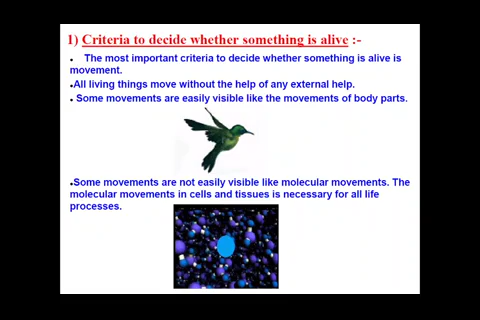 1) Criteria to decide whether something is alive :-
• The most important criteria to decide whether something is alive is
movement.
•All living things move without the help of any external help.
• Some movements are easily visible like the movements of body parts.
•Some movements are not easily visible like molecular movements. The
molecular movements in cells and tissues is necessary for all life
processes.